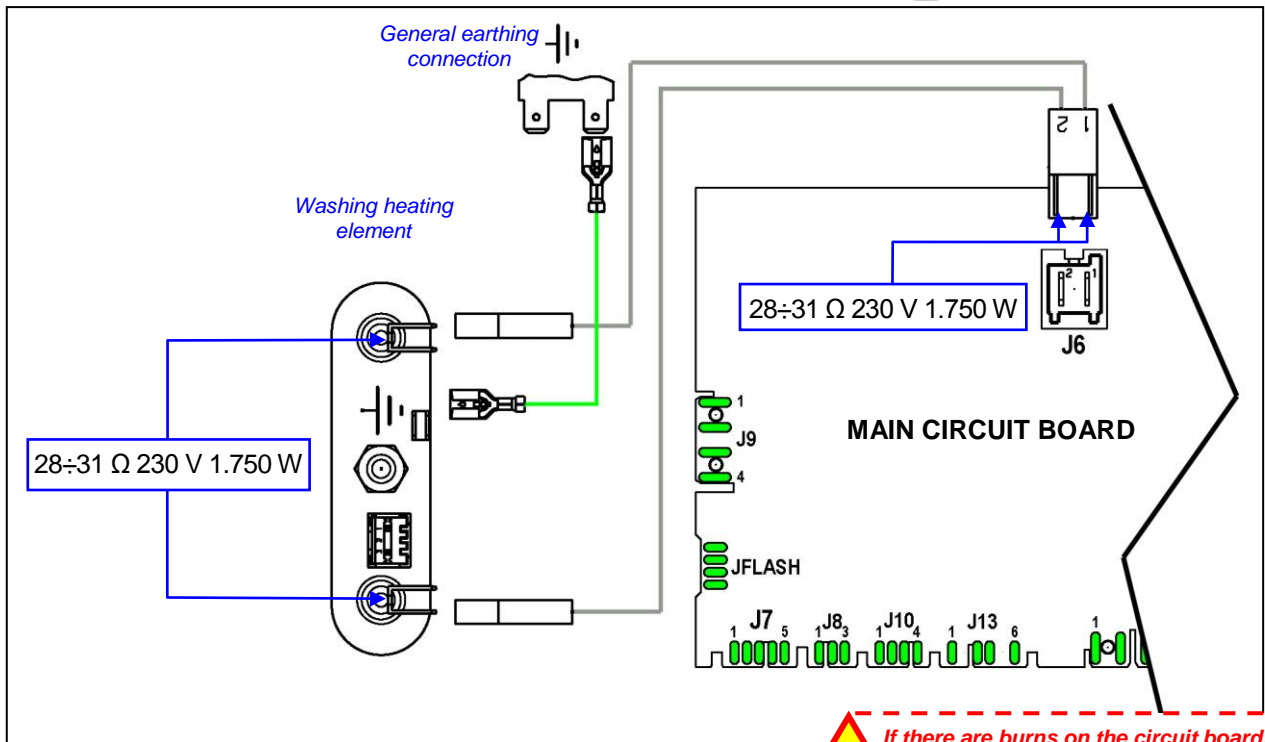 General earthing
connection
2 1
Washing heating
element
28÷31 Ω 230 V 1.750 W
2 1
J6
MAIN CIRCUIT BOARD
1
J9
4
28÷31 Ω 230 V 1.750 W
JFLASH
J7 J8 J10 J13
1 5 1 3 1 4 1 6 1
If there are burns on the circuit board